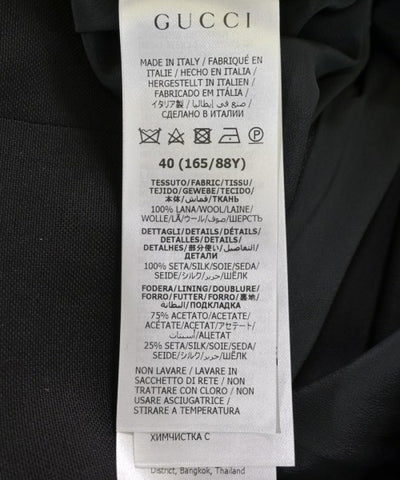 GUCCI
MADE IN ITALY / FABRIQUÉ EN
ITALIE / HECHO EN ITALIA /
HERGESTELLT IN ITALIEN /
FABRICADO EM ITÁLIA /
イタリア製 / صنع في إيطاليا /
СДЕЛАНО В ИТАЛИИ
P
40 (165/88Y)
TESSUTO/FABRIC/TISSU/
TEJIDO/GEWEBE/TECIDO/
本体/قماش/ТКАНЬ
100% LANA/WOOL/LAINE/
WOLLE/LÃ/ウール/صوف/ШЕРСТЬ
DETTAGLI/DETAILS/DÉTAILS/
DETALLES/DETAILS/
DETALHES/部分使い/التفاصيل/
ДЕТАЛИ
100% SETA/SILK/SOIE/SEDA/
SEIDE/シルク/حرير/ШЁЛК
FODERA/LINING/DOUBLURE/
FORRO/FUTTER/FORRO/裏地/
البطانة/ПОДКЛАДКА
75% ACETATO/ACETATE/
ACÉTATE/ACETAT/アセテート/
أسيتات/АЦЕТАТ
25% SETA/SILK/SOIE/SEDA/
SEIDE/シルク/حرير/ШЁЛК
NON LAVARE / LAVAGGIO IN
SACCHETTO DI RETE / NON
TRATTARE CON CLORO / NON
USARE ASCIUGATRICE /
STIRARE A TEMPERATURA
ХИМЧИСТКА С
District, Bangkok, Thailand